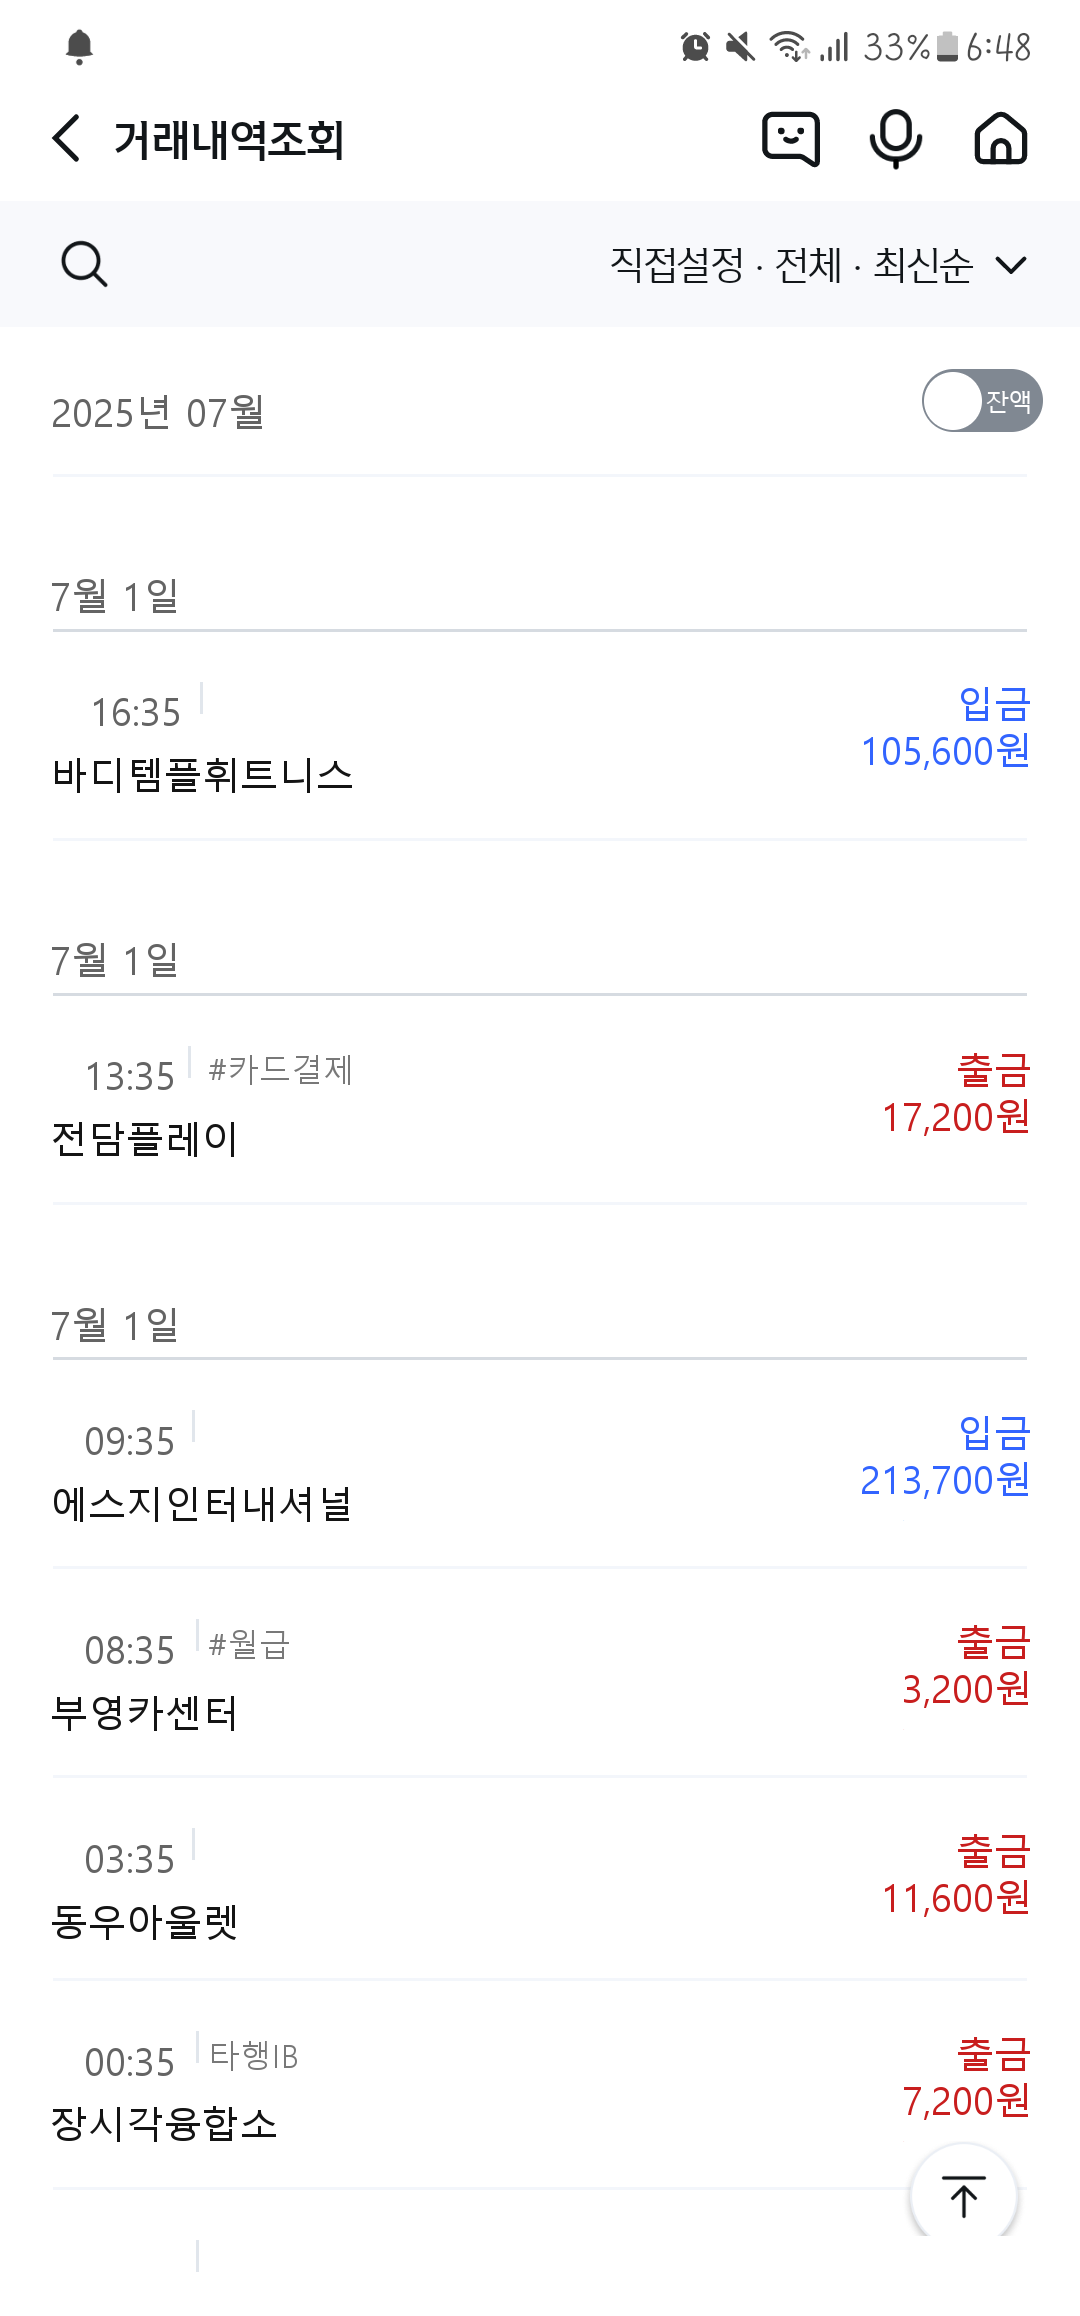 33% 6:48
거래내역조회
직접설정 · 전체 · 최신순
2025년 07월
잔액
7월 1일
16:35
입금
105,600원
바디템플휘트니스
7월 1일
13:35 #카드결제
출금
17,200원
전담플레이
7월 1일
09:35
입금
213,700원
에스지인터내셔널
08:35 #월급
출금
3,200원
부영카센터
03:35
출금
11,600원
동우아울렛
00:35 타행IB
출금
7,200원
장시각융합소